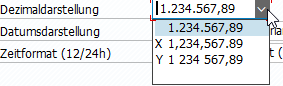 Dezimaldarstellung 1.234.567,89
1.234.567,89
Datumsdarstellung
X 1,234,567.89
Zeitformat (12/24h)
Y 1 234 567,89